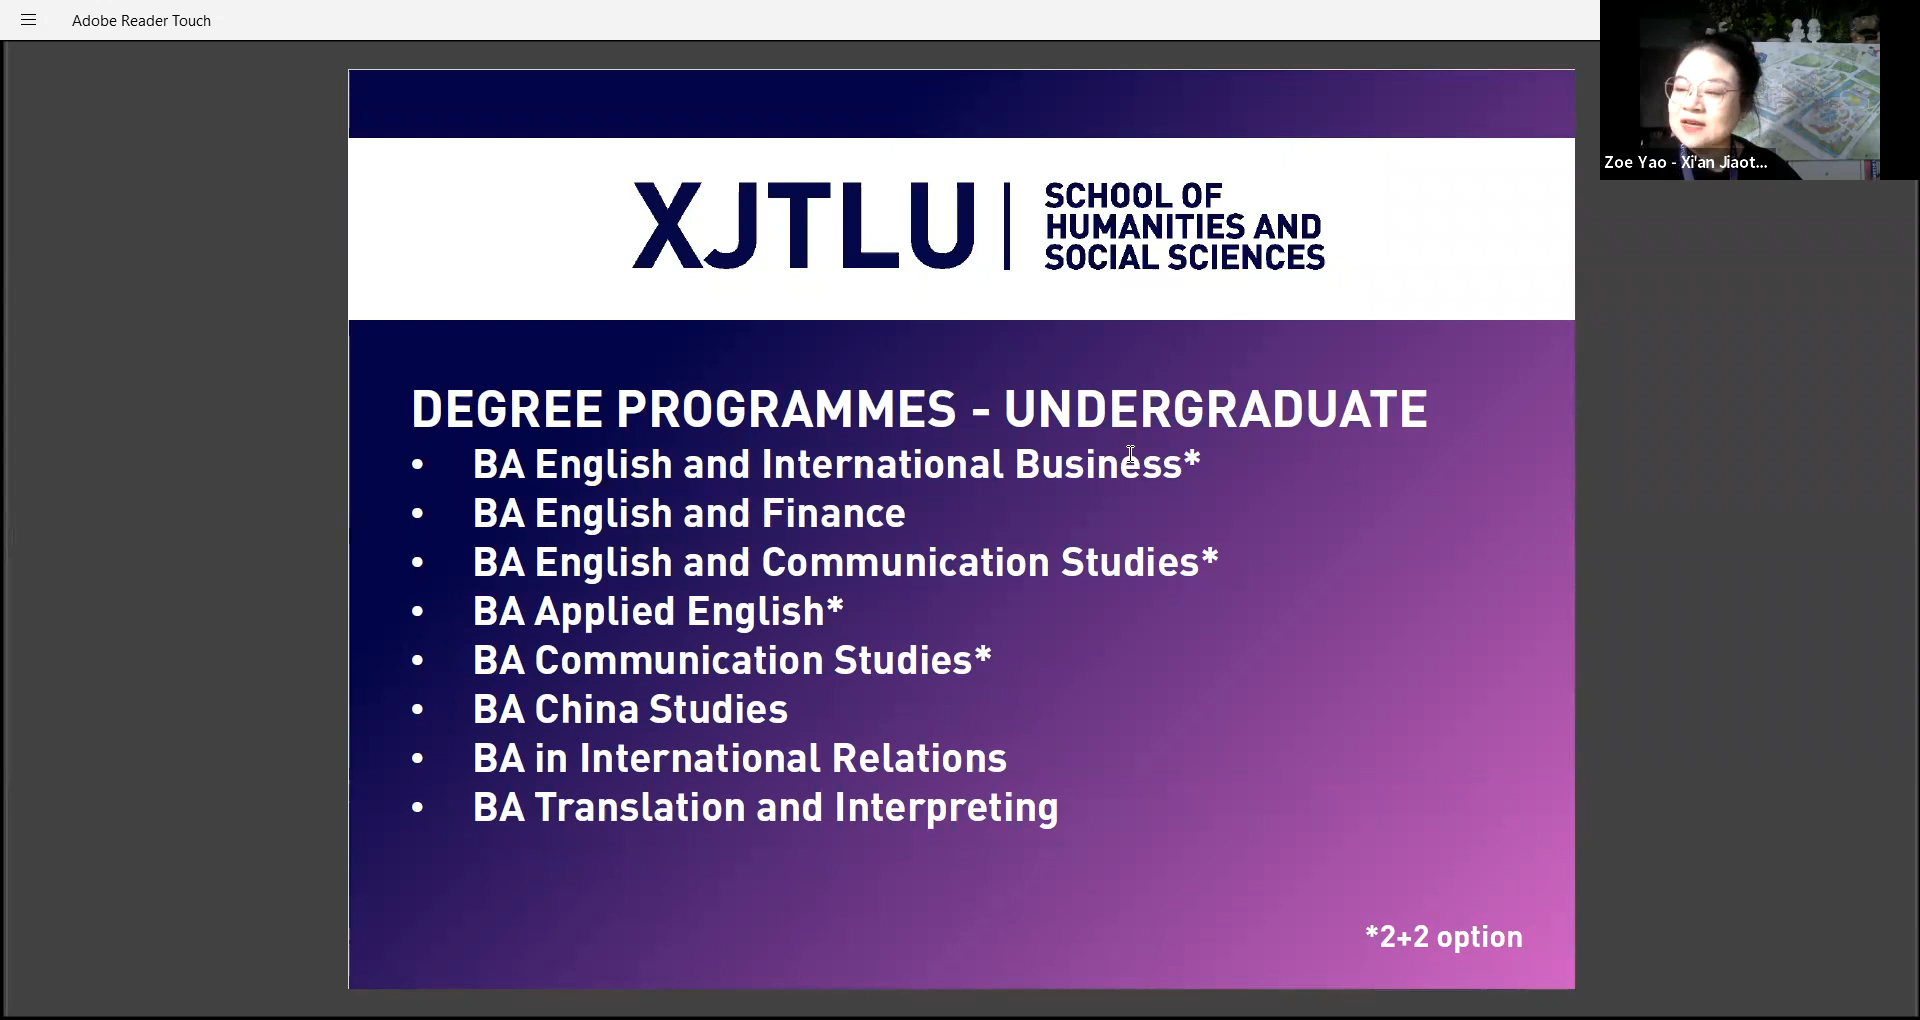 Adobe Reader Touch
Zoe Yao - Xi'an Jiaot...
XJTLU
SCHOOL OF
HUMANITIES AND
SOCIAL SCIENCES
DEGREE PROGRAMMES - UNDERGRADUATE
• BA English and International Business*
• BA English and Finance
• BA English and Communication Studies*
• BA Applied English*
• BA Communication Studies*
• BA China Studies
• BA in International Relations
• BA Translation and Interpreting
*2+2 option